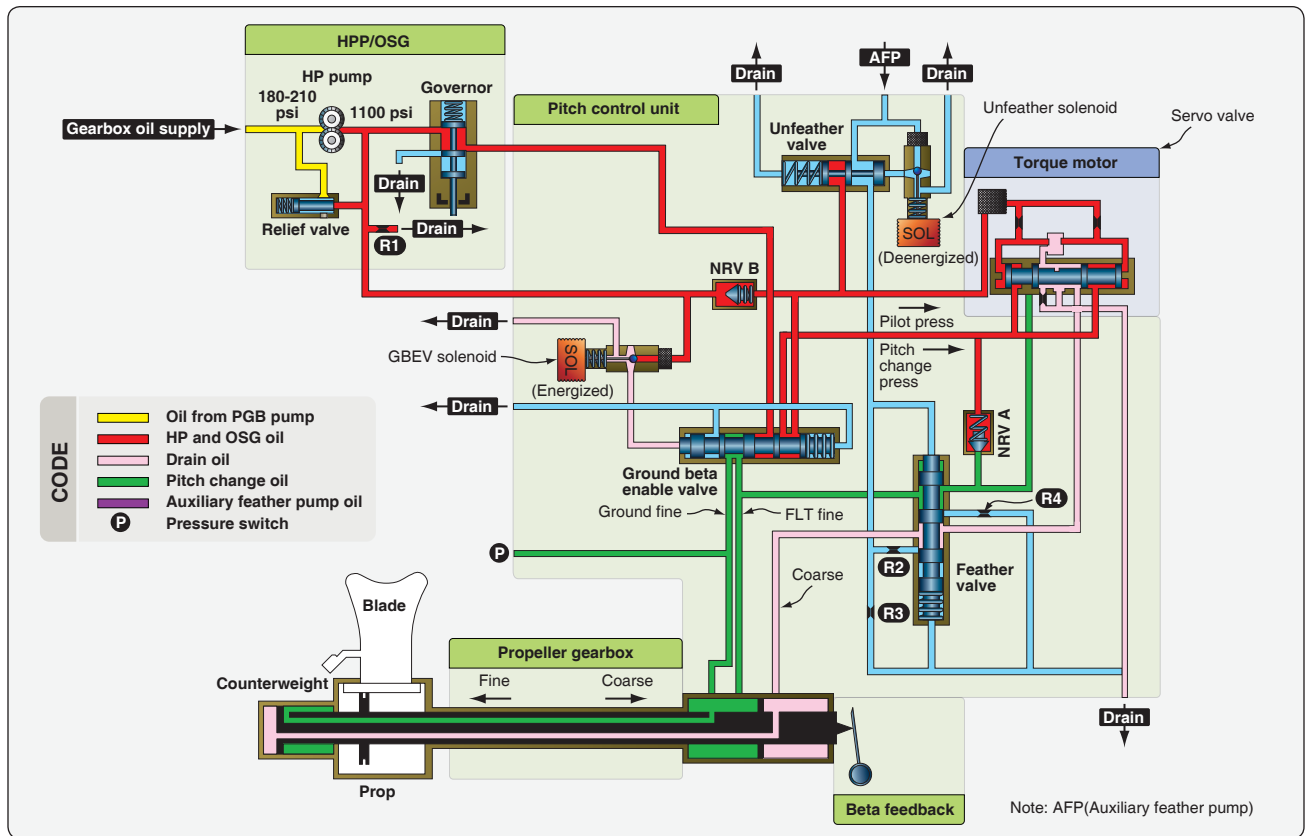 HPP/OSG
HP pump
180-210
psi
1100 psi
Governor
Gearbox oil supply
Drain
Relief valve
R1
Drain
Pitch control unit
Drain
AFP
Drain
Unfeather solenoid
Servo valve
Unfeather
valve
Torque motor
SOL
(Deenergized)
NRV B
Pilot press
Pitch
change
press
Drain
GBEV solenoid
SOL
(Energized)
Drain
NRV A
Ground beta
enable valve
Ground fine
FLT fine
R4
R2
Feather
valve
R3
Coarse
P
CODE
Oil from PGB pump
HP and OSG oil
Drain oil
Pitch change oil
Auxiliary feather pump oil
P Pressure switch
Blade
Propeller gearbox
Counterweight
Fine
Coarse
Prop
Drain
Beta feedback
Note: AFP(Auxiliary feather pump)